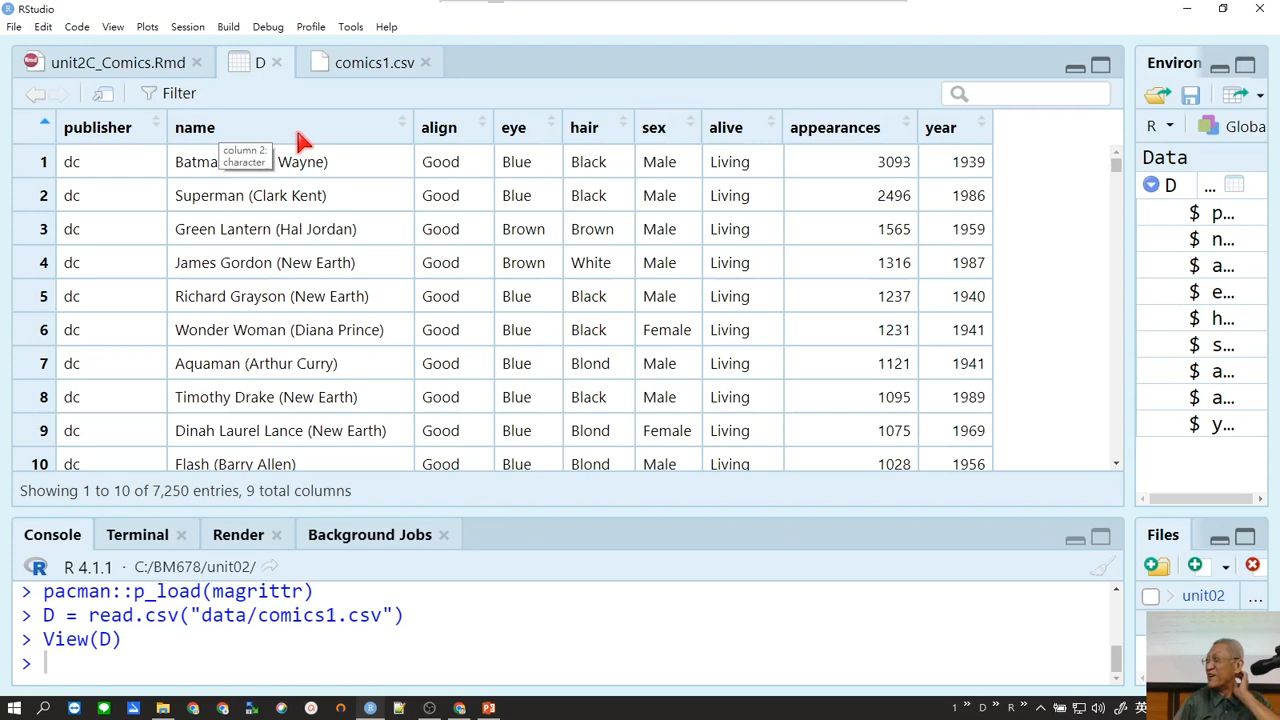 RStudio
File Edit Code View Plots Session Build Debug Profile Tools Help
unit2C_Comics.Rmd D comics1.csv Environ
Filter
R Globa
publisher name align eye hair sex alive appearances year
column 2:
character
Data
1 dc Batma Wayne) Good Blue Black Male Living 3093 1939
D ...
2 dc Superman (Clark Kent) Good Blue Black Male Living 2496 1986
$ p...
3 dc Green Lantern (Hal Jordan) Good Brown Brown Male Living 1565 1959
$ n...
4 dc James Gordon (New Earth) Good Brown White Male Living 1316 1987
$ a...
5 dc Richard Grayson (New Earth) Good Blue Black Male Living 1237 1940
$ e...
6 dc Wonder Woman (Diana Prince) Good Blue Black Female Living 1231 1941
$ h...
7 dc Aquaman (Arthur Curry) Good Blue Blond Male Living 1121 1941
$ s...
8 dc Timothy Drake (New Earth) Good Blue Black Male Living 1095 1989
$ a...
$ a...
9 dc Dinah Laurel Lance (New Earth) Good Blue Blond Female Living 1075 1969
$ y...
10 dc Flash (Barry Allen) Good Blue Blond Male Living 1028 1956
Showing 1 to 10 of 7,250 entries, 9 total columns
Console Terminal Render Background Jobs Files
R 4.1.1 · C:/BM678/unit02/
> pacman::p_load(magrittr)
> D = read.csv("data/comics1.csv")
> View(D)
>
unit02 ...
1 D R 英